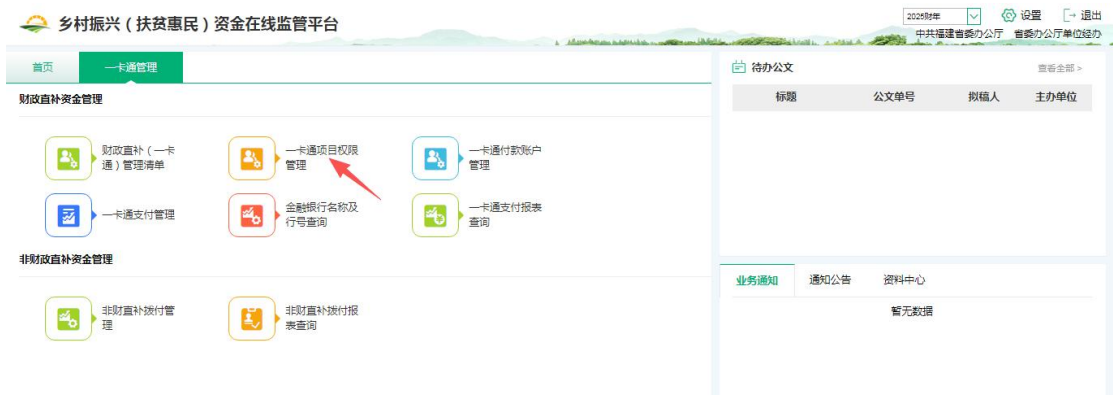 乡村振兴（扶贫惠民）资金在线监管平台
2025财年
设置
退出
中共福建省委办公厅 省委办公厅单位经办
首页
一卡通管理
财政直补资金管理
财政直补（一卡
通）管理清单
一卡通项目权限
管理
一卡通付款账户
管理
一卡通支付管理
金融银行名称及
行号查询
一卡通支付报表
查询
非财政直补资金管理
非财直补拨付管
理
非财直补拨付报
表查询
待办公文
查看全部 >
标题 公文单号 拟稿人 主办单位
业务通知 通知公告 资料中心
暂无数据